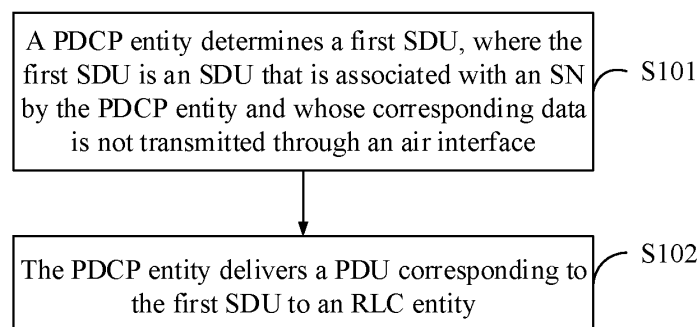 A PDCP entity determines a first SDU, where the
first SDU is an SDU that is associated with an SN
by the PDCP entity and whose corresponding data
is not transmitted through an air interface
S101
The PDCP entity delivers a PDU corresponding to
the first SDU to an RLC entity
S102